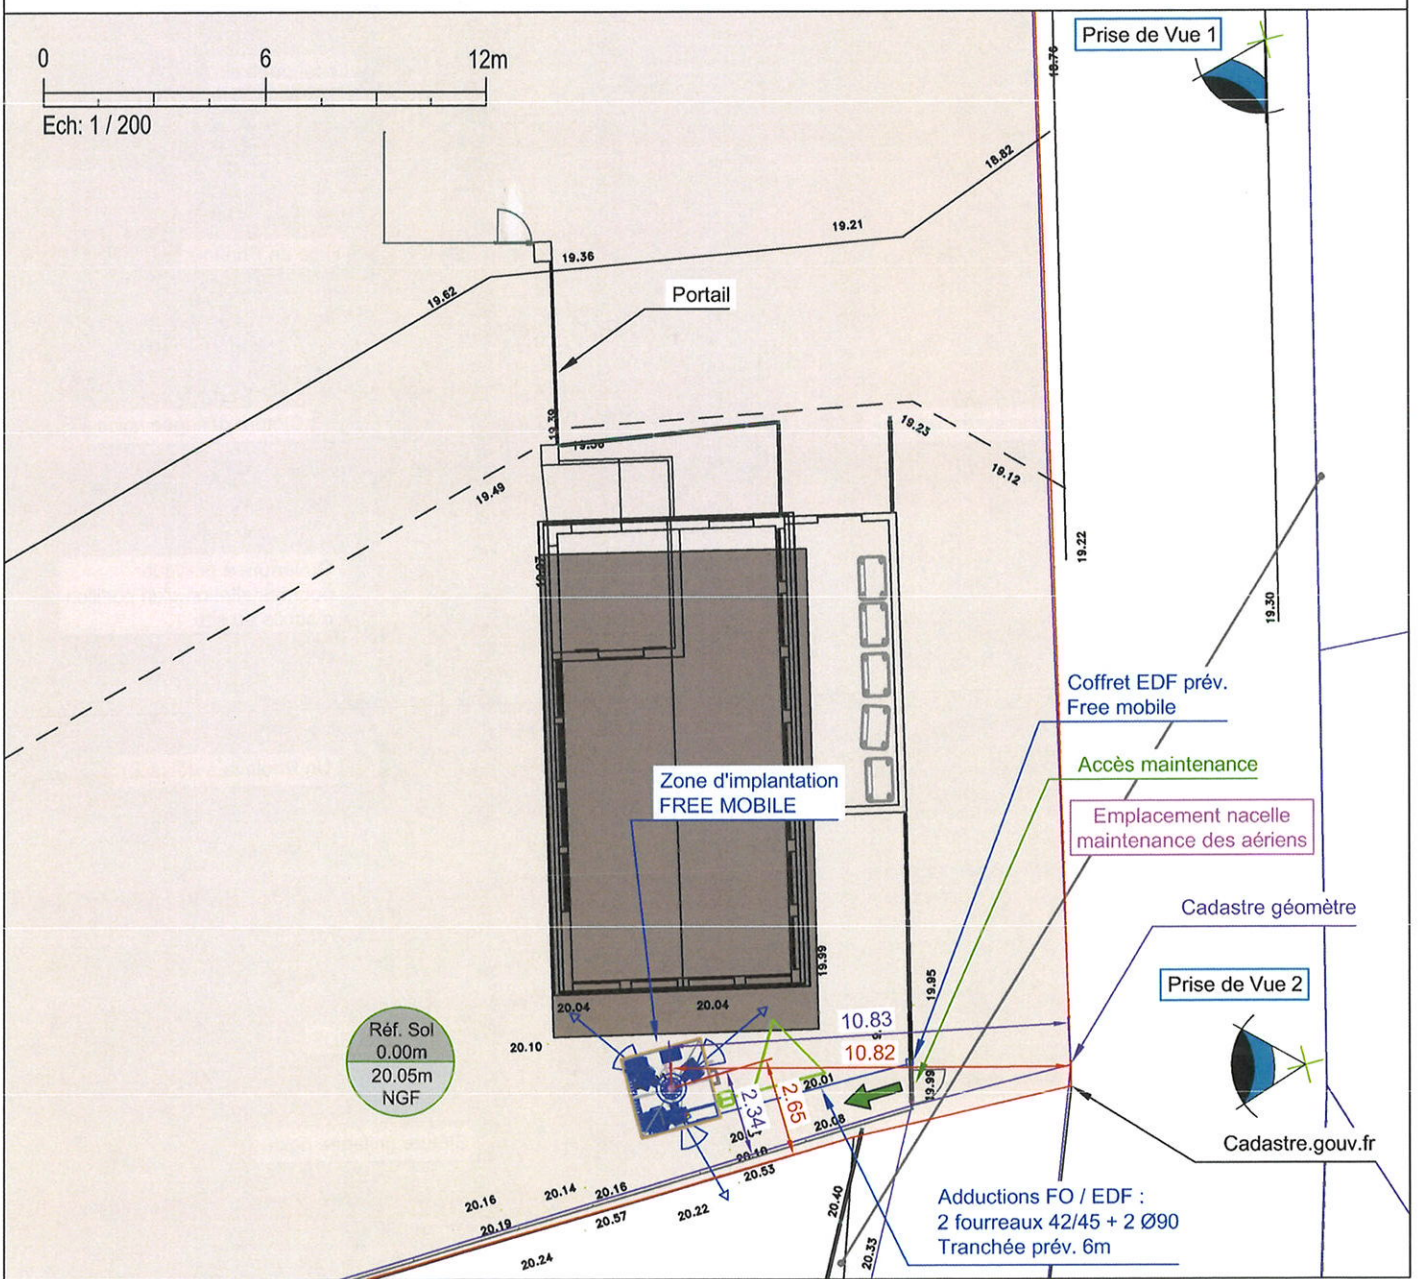 0 6 12m
Ech: 1 / 200
Prise de Vue 1
18.76
18.82
19.21
19.36
19.62
Portail
19.39
19.23
19.12
19.49
19.22
19.30
Coffret EDF prév.
Free mobile
Accès maintenance
Zone d'implantation
FREE MOBILE
Emplacement nacelle
maintenance des aériens
Cadastre géomètre
19.99
19.95
Prise de Vue 2
20.04
20.04
10.83
10.82
20.10
Réf. Sol
0.00m
20.05m
NGF
20.01
19.99
2.34
2.65
20.08
20.10
20.53
Cadastre.gouv.fr
20.16
20.14
20.16
20.19
20.57
20.22
20.24
20.40
20.33
Adductions FO / EDF :
2 fourreaux 42/45 + 2 Ø90
Tranchée prév. 6m